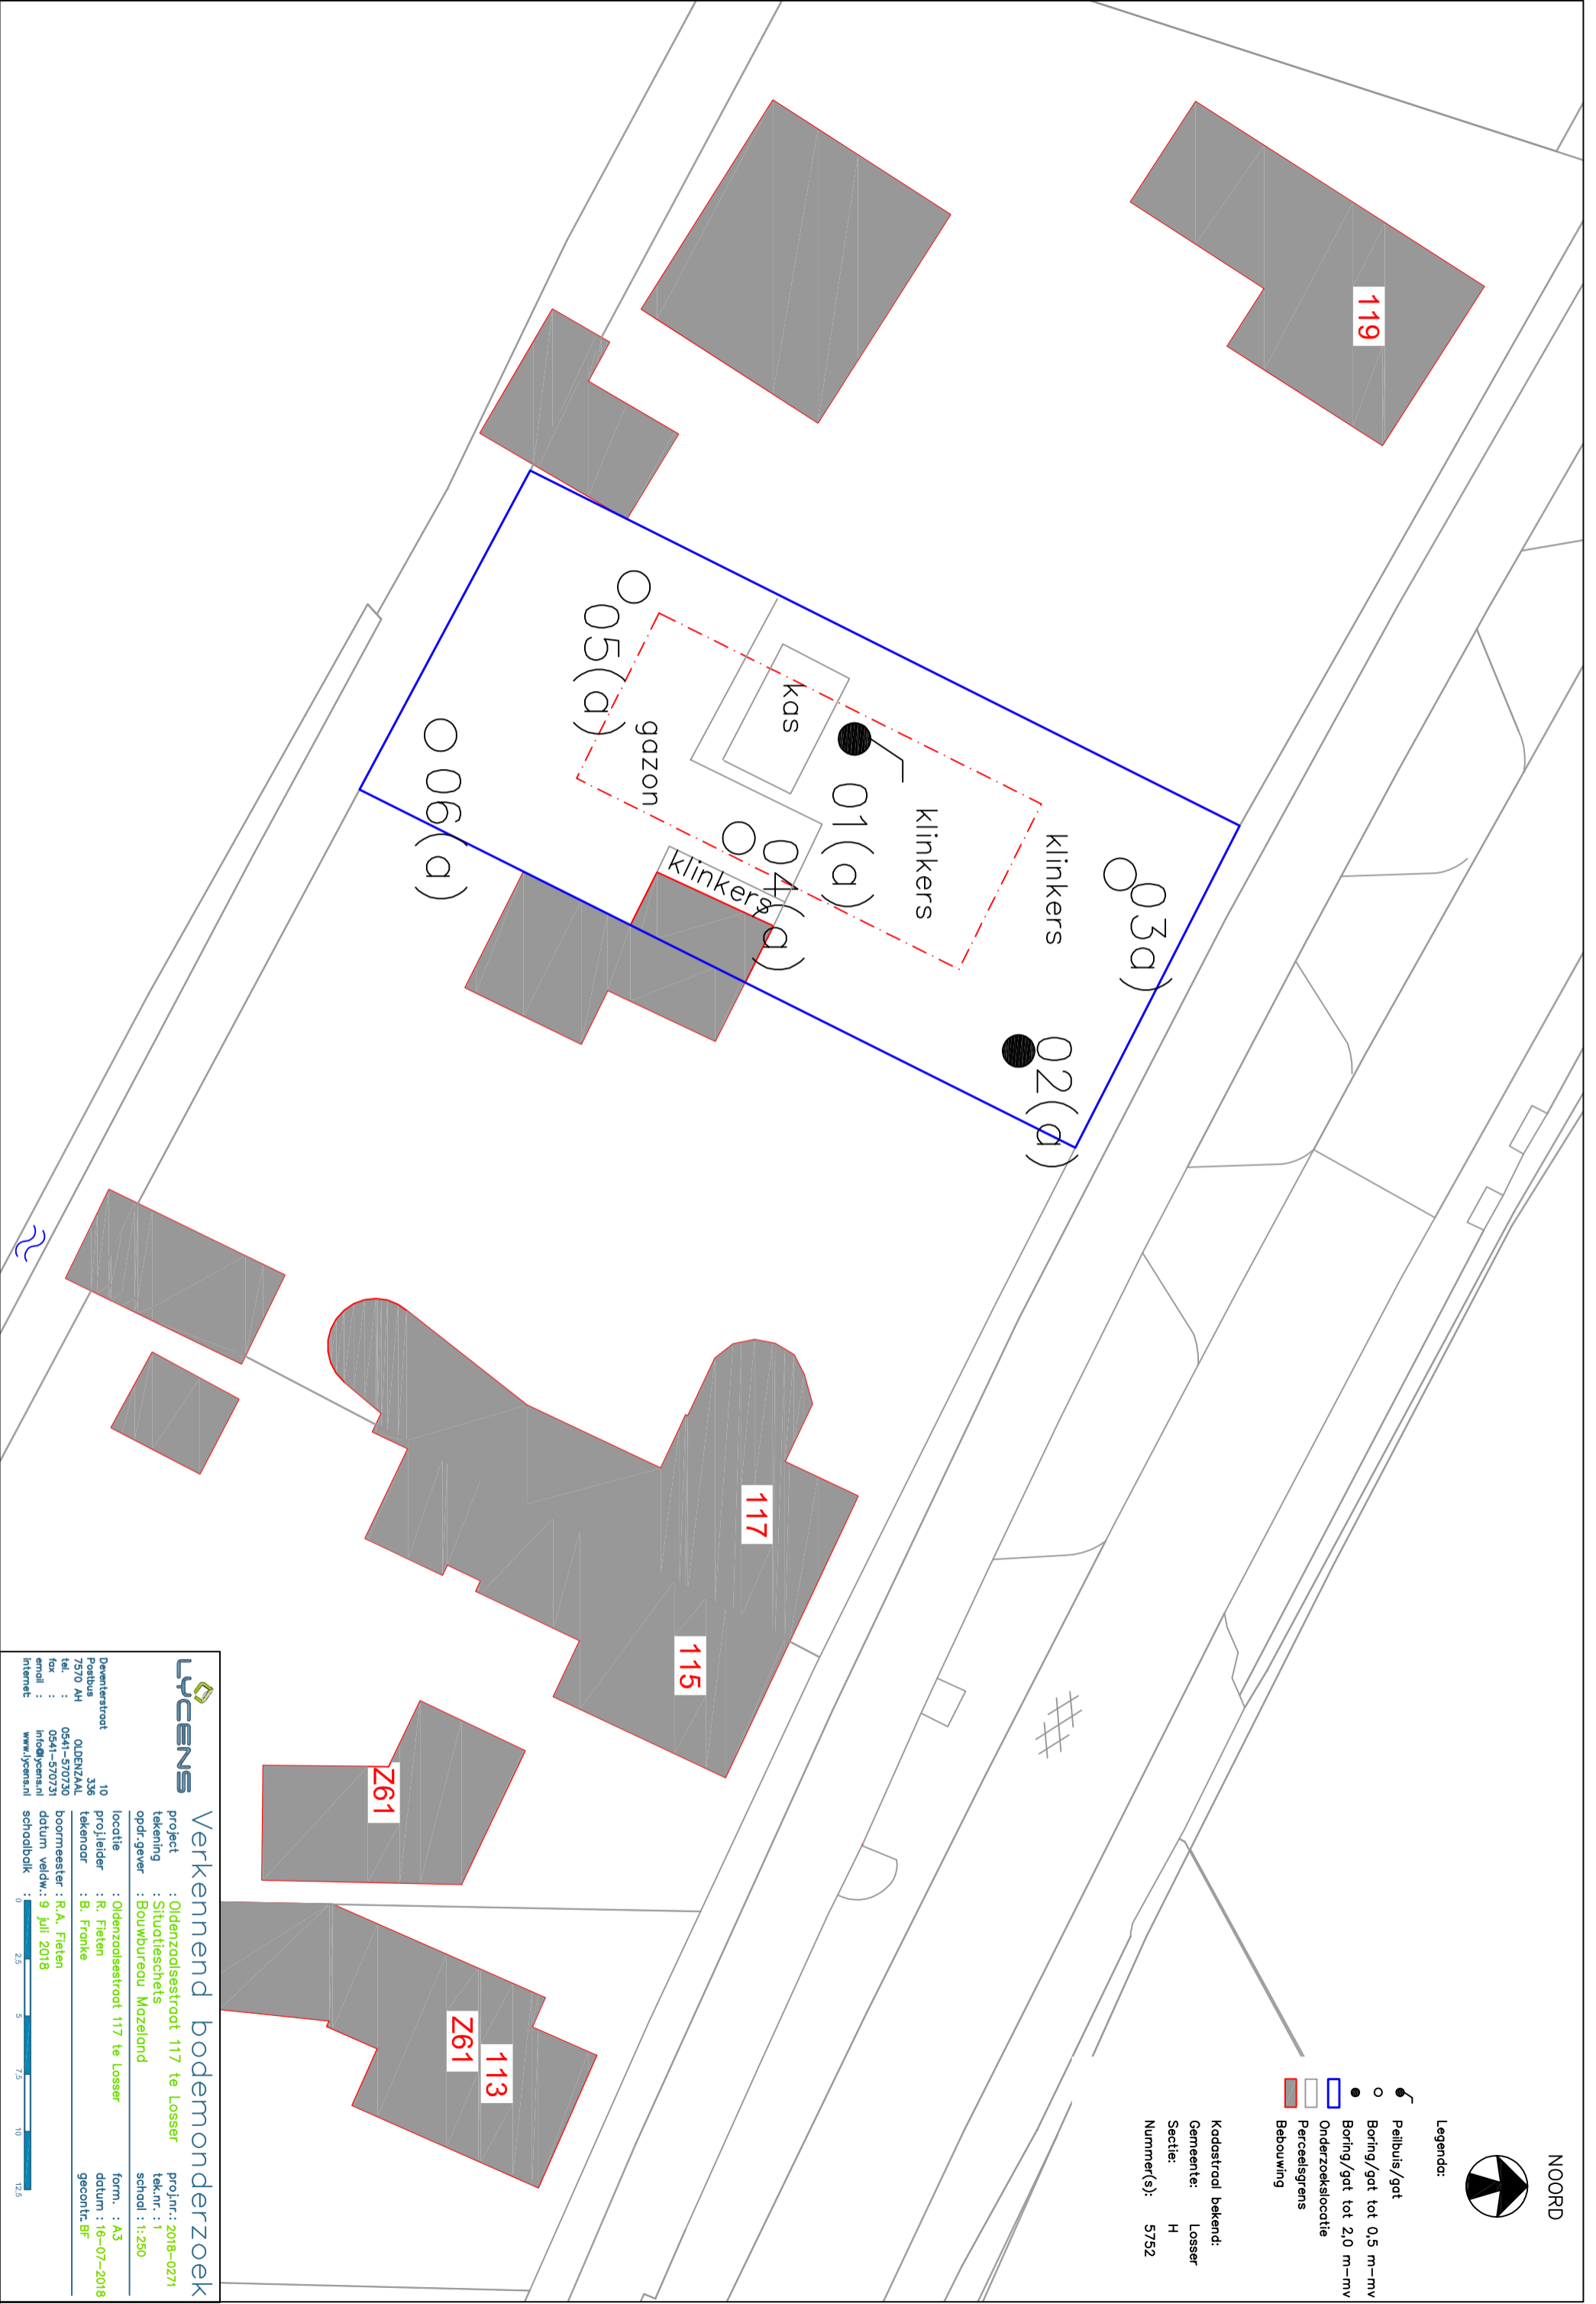 NOORD
Legenda:
Peilbuis/gat
Boring/gat tot 0,5 m-mv
Boring/gat tot 2,0 m-mv
Onderzoekslocatie
Perceelsgrens
Bebouwing
Kadastraal bekend:
Gemeente: Losser
Sectie: H
Nummer(s): 5752
119
03a)
02(a)
klinkers
klinkers
01(a)
kas
04(a)
klinkers
gazon
05(a)
06(a)
117
115
Z61
113
Z61
LYCENS
Deventerstraat 10
Postbus 336
7570 AH OLDENZAAL
tel. : 0541-570730
fax : 0541-570731
email : info@lycens.nl
internet www.lycens.nl
Verkennend bodemonderzoek
project : Oldenzaalsestraat 117 te Losser
tekening : Situatieschets
opdr.gever : Bouwbureau Mazeland
locatie : Oldenzaalsestraat 117 te Losser
proj.leider : R. Fieten
tekenaar : B. Franke
boormeester : R.A. Fieten
datum veldw.: 9 juli 2018
schaalbalk : 0 2,5 5 7,5 10 12,5
proj.nr.: 2018-0271
tek.nr. : 1
schaal : 1:250
form. : A3
datum : 16-07-2018
gecontr.: BF